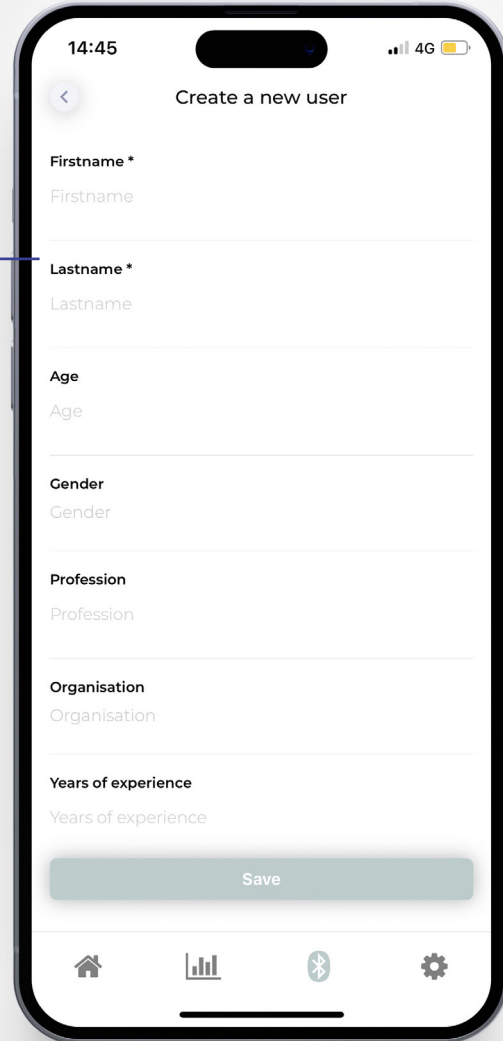 14:45
4G
Create a new user
Firstname *
Firstname
Lastname *
Lastname
Age
Age
Gender
Gender
Profession
Profession
Organisation
Organisation
Years of experience
Years of experience
Save